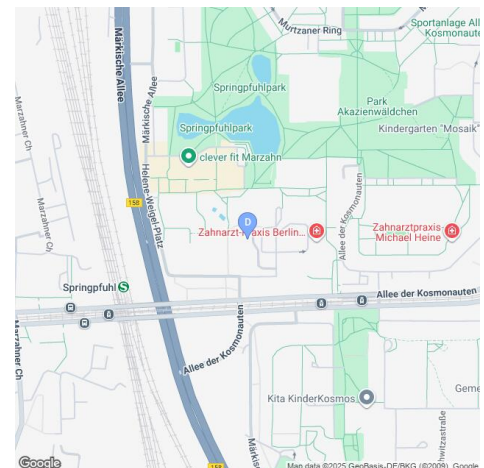 Murtzaner Ring
Sportanlage All
Kosmonaute
Marzahner Ch
Märkische Allee
Märkische Allee
Springpfuhlpark
Park
Akazienwäldchen
Springpfuhlpark
Kindergarten "Mosaik"
clever fit Marzahn
Marzahner Ch
158
Helene-Weigel-Platz
Allee der Kosmonauten
D
Zahnarzt-Praxis Berlin...
Zahnarztpraxis
Michael Heine
Springpfuhl
S
Allee der Kosmonauten
Marzahner Ch
Allee der Kosmonauten
Kita KinderKosmos
Geme
Märkische
158
Google
Map data ©2025 GeoBasis-DE/BKG (©2009), Google